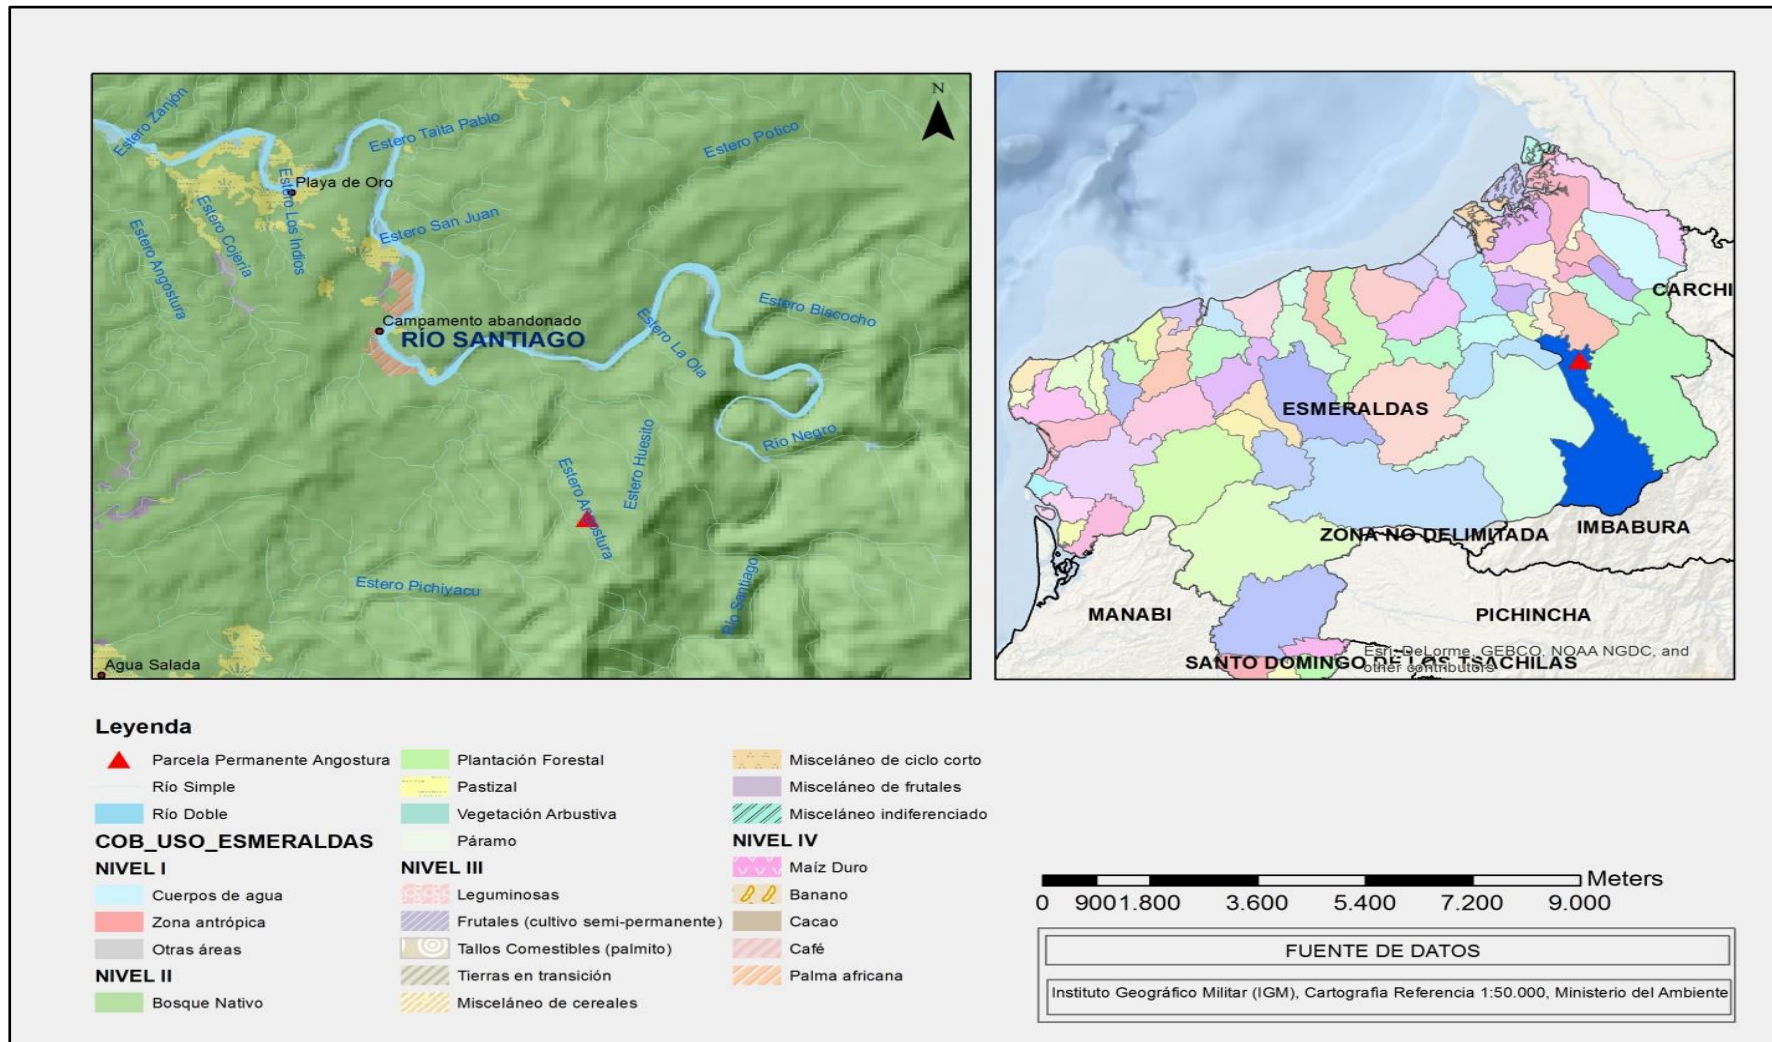 N
Estero Zanjón
Estero Taita Pablo
Estero Potico
Playa de Oro
Estero Los Indios
Estero Cojería
Estero Angostura
Estero San Juan
Campamento abandonado
RÍO SANTIAGO
Estero Biscocho
Estero La Ola
Río Negro
Estero Huesito
Estero Angostura
Estero Pichiyacu
Río Santiago
Agua Salada
CARCHI
ESMERALDAS
ZONA NO DELIMITADA
IMBABURA
MANABI
PICHINCHA
SANTO DOMINGO DE LOS TSACHILAS
Esri, DeLorme, GEBCO, NOAA NGDC, and
other contributors
Leyenda
Parcela Permanente Angostura
Río Simple
Río Doble
COB_USO_ESMERALDAS
NIVEL I
Cuerpos de agua
Zona antrópica
Otras áreas
NIVEL II
Bosque Nativo
Plantación Forestal
Pastizal
Vegetación Arbustiva
Páramo
NIVEL III
Leguminosas
Frutales (cultivo semi-permanente)
Tallos Comestibles (palmito)
Tierras en transición
Misceláneo de cereales
Misceláneo de ciclo corto
Misceláneo de frutales
Misceláneo indiferenciado
NIVEL IV
Maíz Duro
Banano
Cacao
Café
Palma africana
Meters
0 900 1.800 3.600 5.400 7.200 9.000
FUENTE DE DATOS
Instituto Geográfico Militar (IGM), Cartografia Referencia 1:50.000, Ministerio del Ambiente